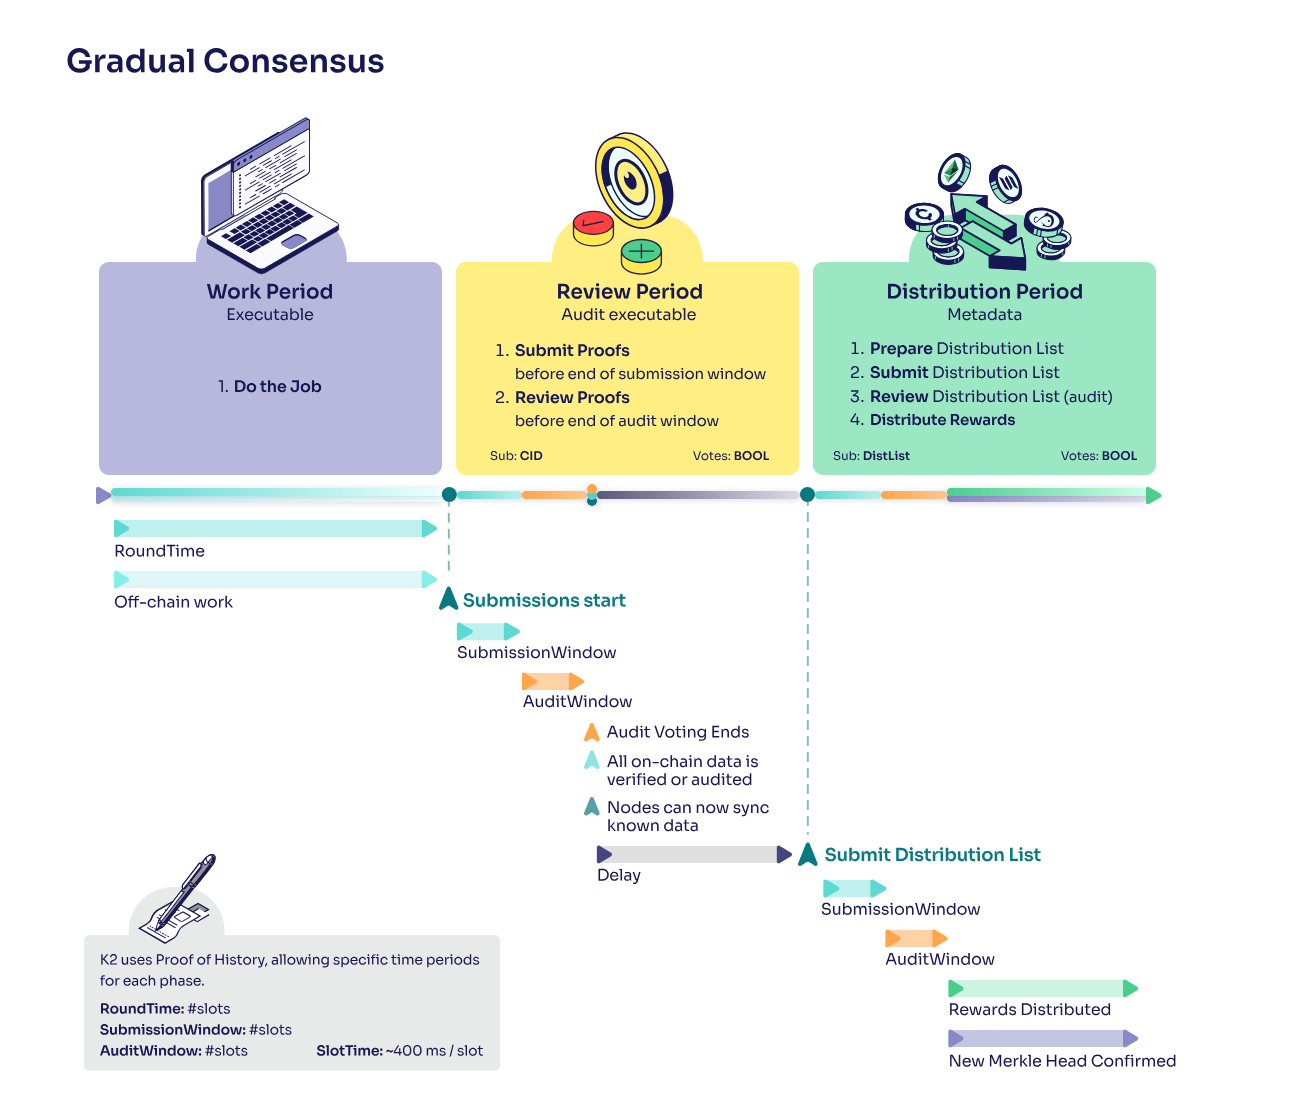 Gradual Consensus
Work Period
Executable
1. Do the Job
Review Period
Audit executable
1. Submit Proofs
before end of submission window
2. Review Proofs
before end of audit window
Sub: CID
Votes: BOOL
Distribution Period
Metadata
1. Prepare Distribution List
2. Submit Distribution List
3. Review Distribution List (audit)
4. Distribute Rewards
Sub: DistList
Votes: BOOL
RoundTime
Off-chain work
Submissions start
SubmissionWindow
AuditWindow
Audit Voting Ends
All on-chain data is
verified or audited
Nodes can now sync
known data
Delay
Submit Distribution List
SubmissionWindow
AuditWindow
Rewards Distributed
New Merkle Head Confirmed
K2 uses Proof of History, allowing specific time periods
for each phase.
RoundTime: #slots
SubmissionWindow: #slots
AuditWindow: #slots
SlotTime: ~400 ms / slot